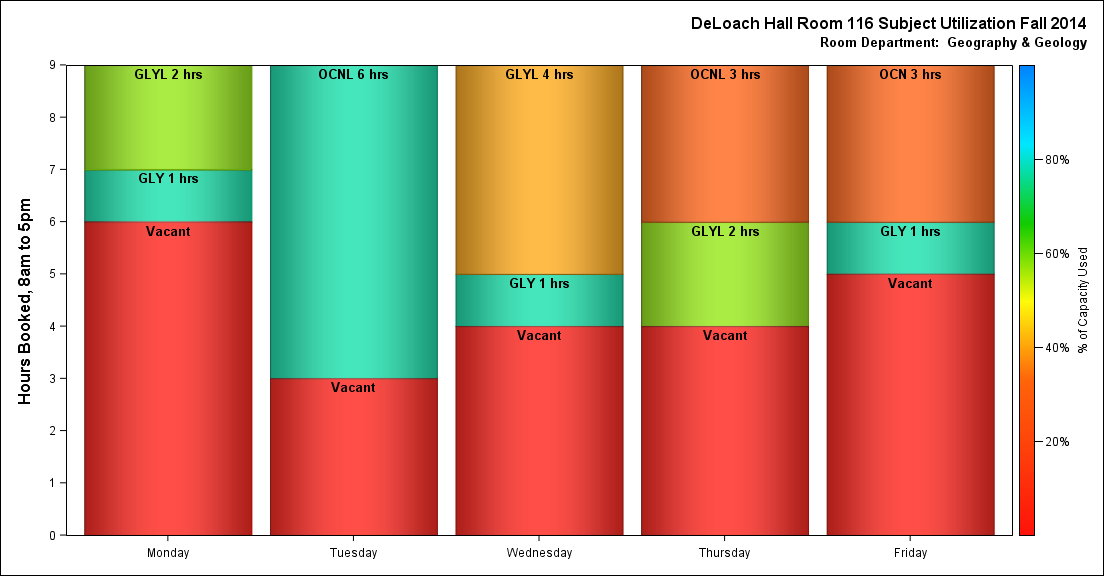 DeLoach Hall Room 116 Subject Utilization Fall 2014
Room Department: Geography & Geology
Hours Booked, 8am to 5pm
9
8
7
6
5
4
3
2
1
0
GLYL 2 hrs
GLY 1 hrs
Vacant
OCNL 6 hrs
Vacant
GLYL 4 hrs
GLY 1 hrs
Vacant
OCNL 3 hrs
GLYL 2 hrs
Vacant
OCN 3 hrs
GLY 1 hrs
Vacant
Monday
Tuesday
Wednesday
Thursday
Friday
80%
60%
40%
20%
% of Capacity Used